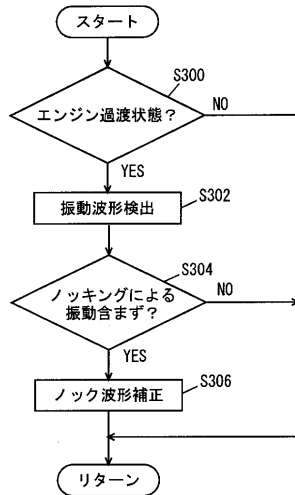 スタート
S300
エンジン過渡状態？
NO
YES
S302
振動波形検出
S304
ノッキングによる
振動含まず？
NO
YES
S306
ノック波形補正
リターン